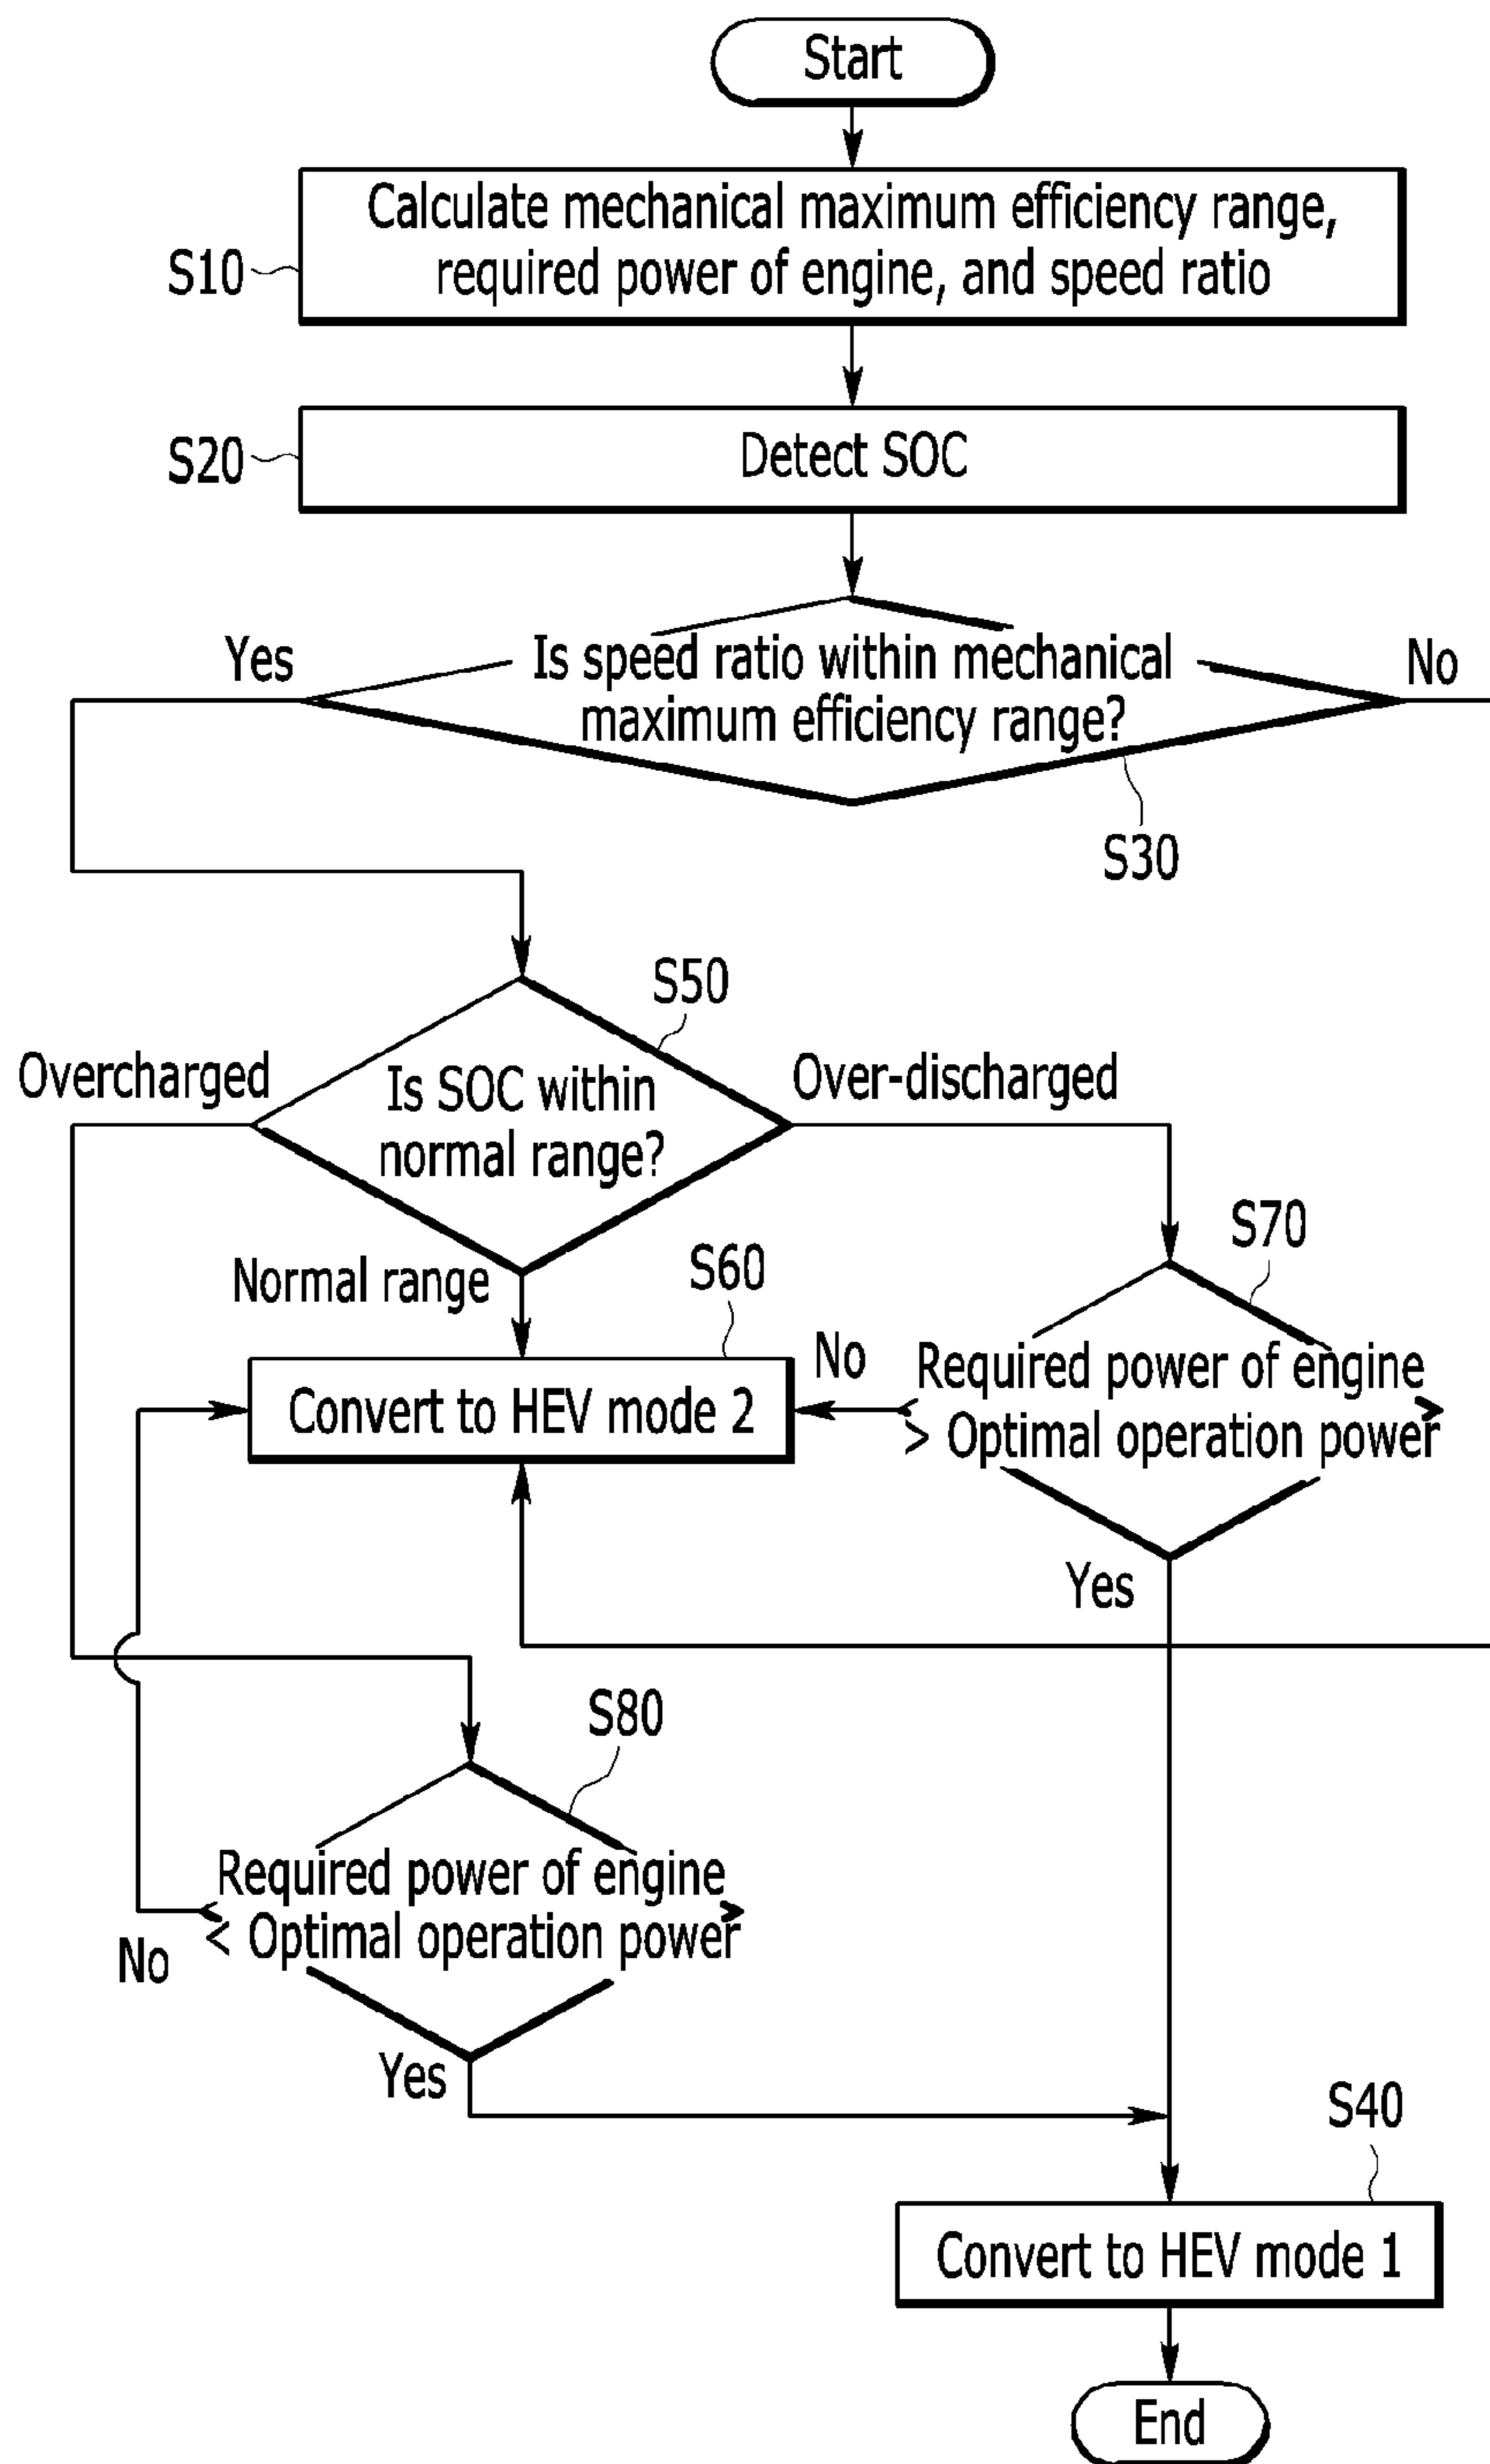 Start
Calculate mechanical maximum efficiency range,
required power of engine, and speed ratio
S10
Detect SOC
S20
Is speed ratio within mechanical
maximum efficiency range?
Yes
No
S30
S50
Is SOC within
normal range?
Overcharged
Over-discharged
Normal range
S60
Convert to HEV mode 2
S70
No
Required power of engine
> Optimal operation power
Yes
S80
Required power of engine
< Optimal operation power
No
Yes
S40
Convert to HEV mode 1
End